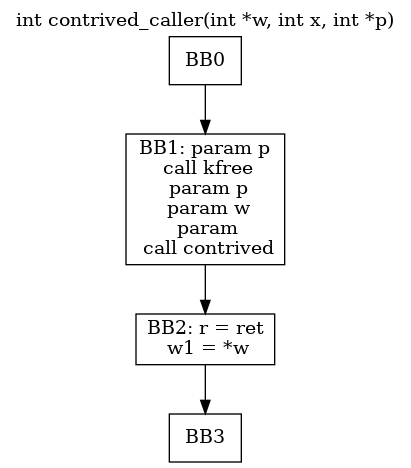 int contrived_caller(int *w, int x, int *p)
BB0
BB1: param p
call kfree
param p
param w
param
call contrived
BB2: r = ret
w1 = *w
BB3